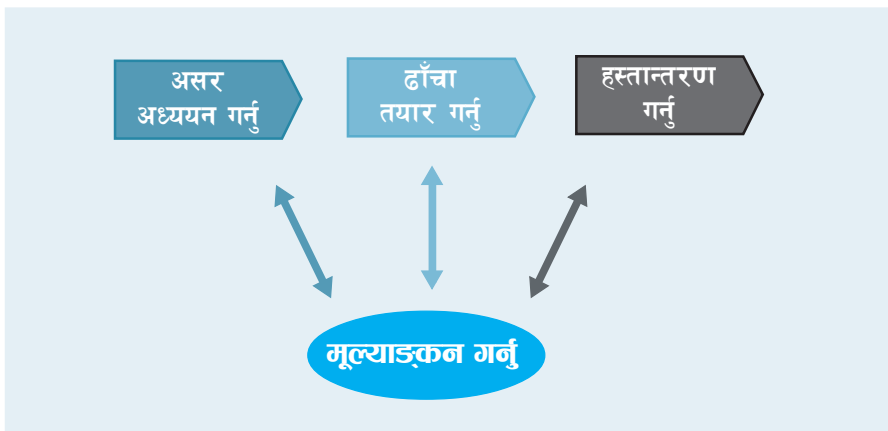 असर
अध्ययन गर्नु
ढाँचा
तयार गर्नु
हस्तान्तरण
गर्नु
मूल्याङ्कन गर्नु